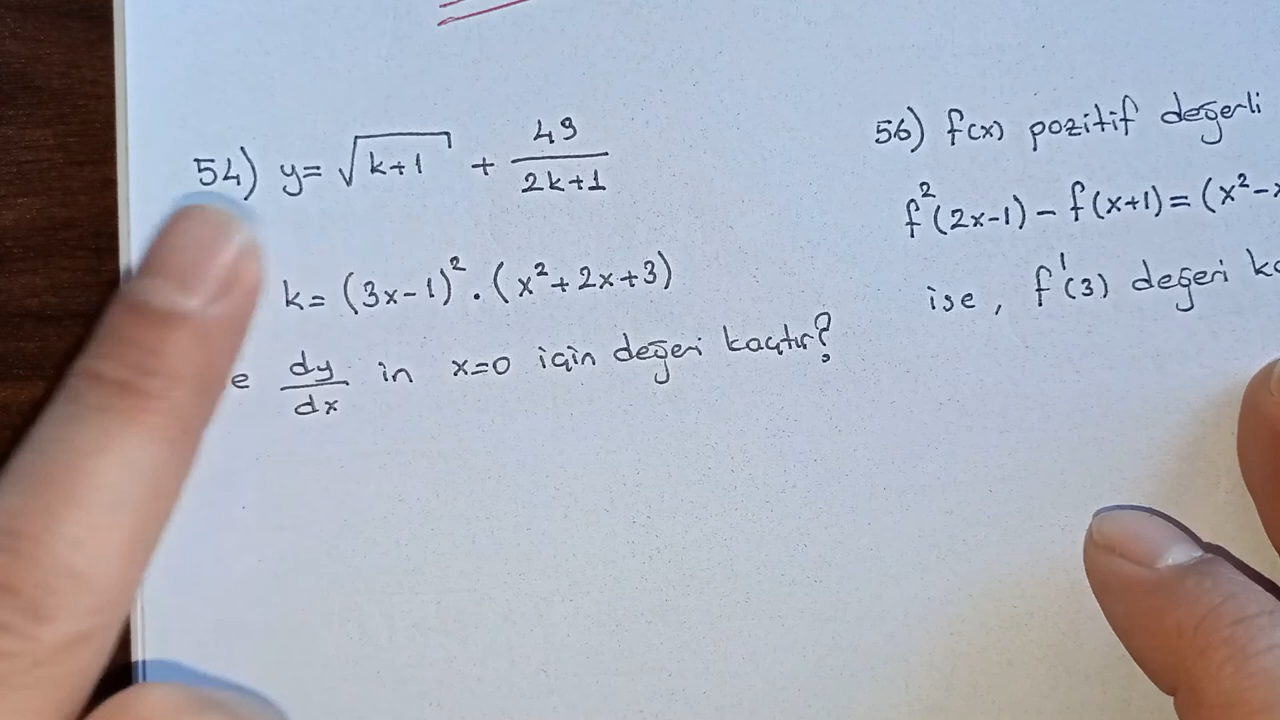 54) y= √k+1 + 49/2k+1
k= (3x-1)². (x²+2x+3)
e dy/dx in x=0 için değeri kaçtır?
56) f(x) pozitif değerli
f²(2x-1) - f(x+1)= (x²-x
ise, f'(3) değeri